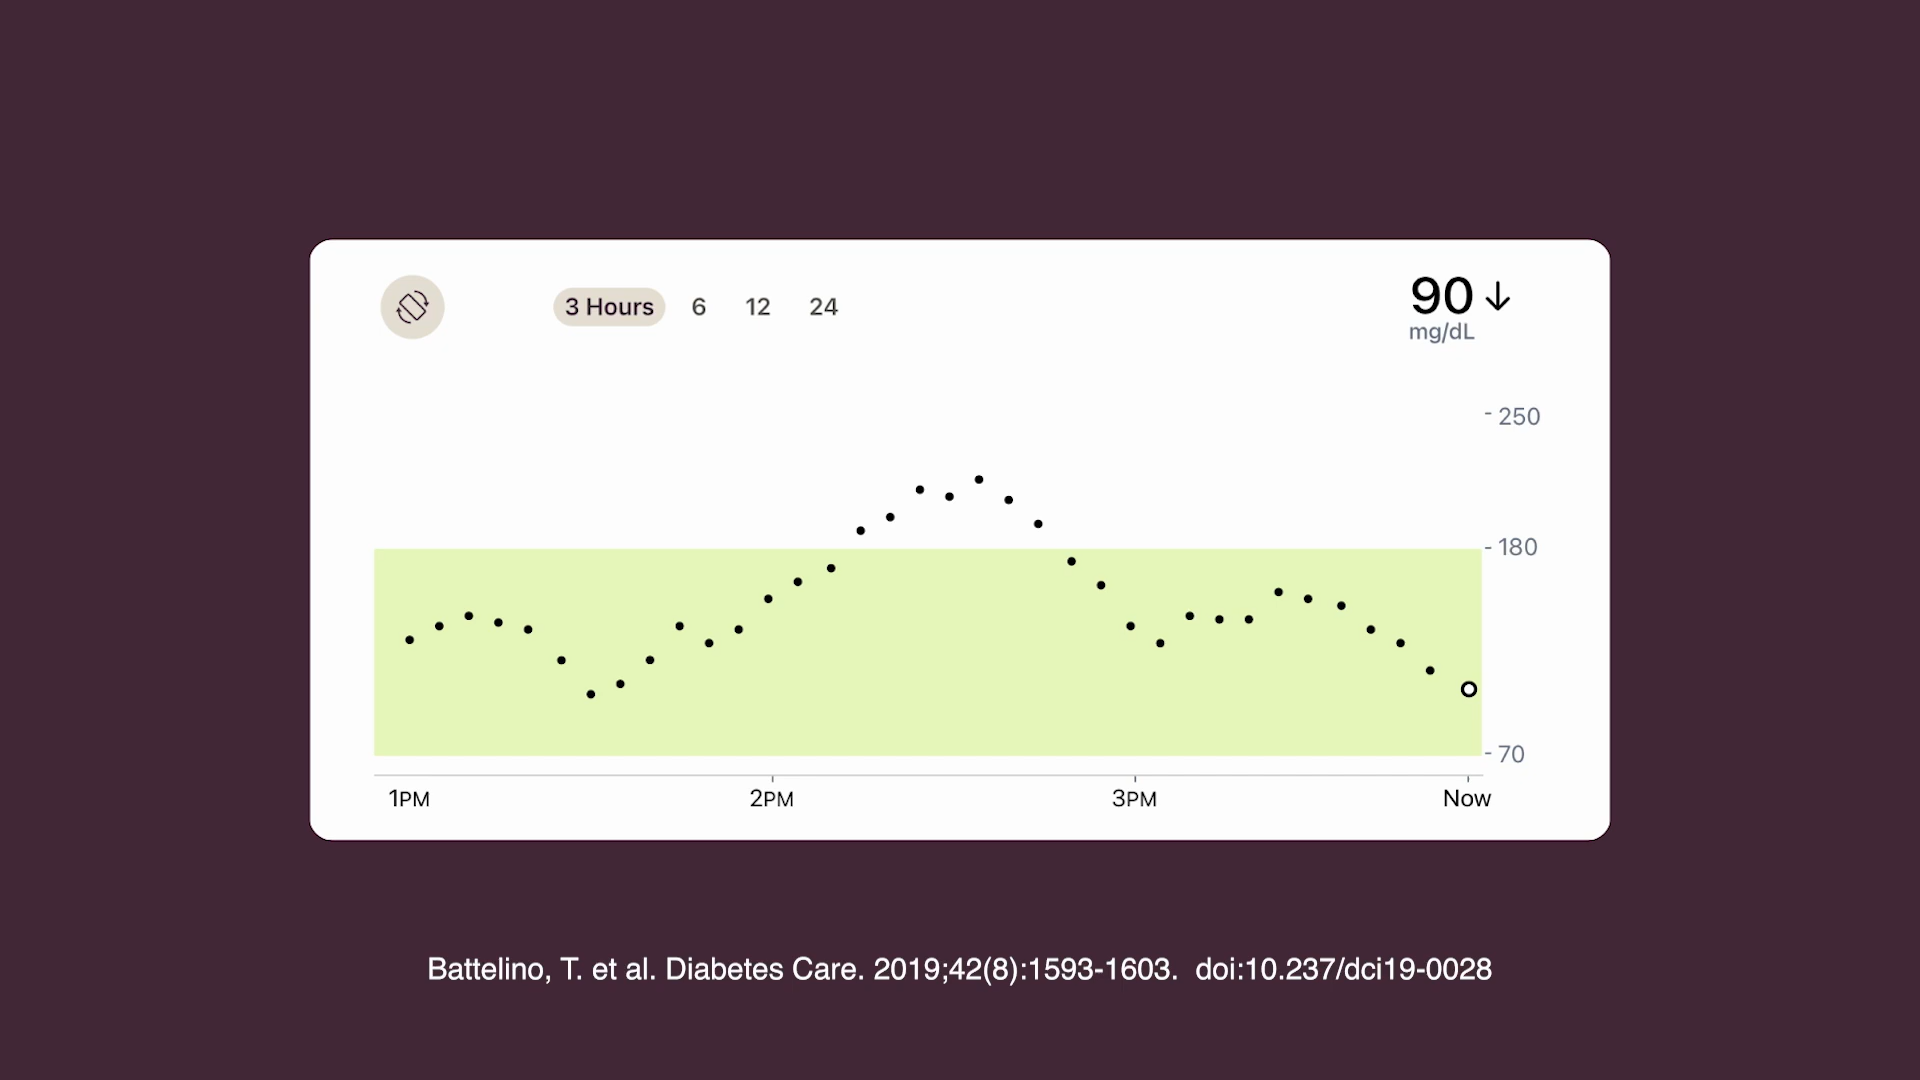 3 Hours 6 12 24
90
mg/dL
250
180
70
1PM 2PM 3PM Now
Battelino, T. et al. Diabetes Care. 2019;42(8):1593-1603. doi:10.237/dci19-0028